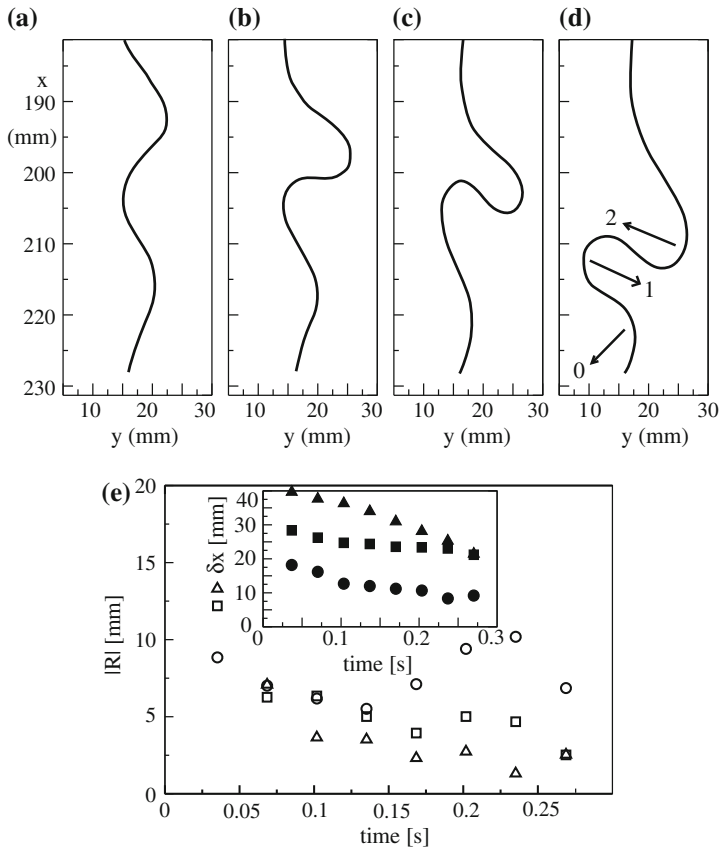 (a) (b) (c) (d)
x
190
(mm)
200
210
220
230
2
1
0
10 20 30 10 20 30 10 20 30 10 20 30
y (mm) y (mm) y (mm) y (mm)
(e)
20
15
10
5
0
|R| [mm]
40
30
20
10
0
δx [mm]
0 0.1 0.2 0.3
time [s]
0 0.05 0.1 0.15 0.2 0.25
time [s]